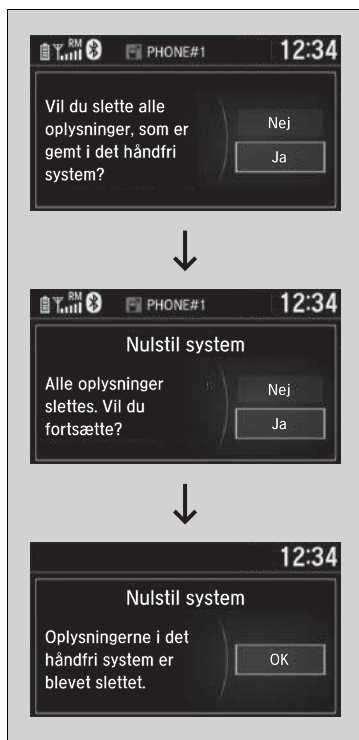 RM PHONE#1 12:34
Vil du slette alle
oplysninger, som er
gemt i det håndfri
system?
Nej
Ja
RM PHONE#1 12:34
Nulstil system
Alle oplysninger
slettes. Vil du
fortsætte?
Nej
Ja
12:34
Nulstil system
Oplysningerne i det
håndfri system er
blevet slettet.
OK